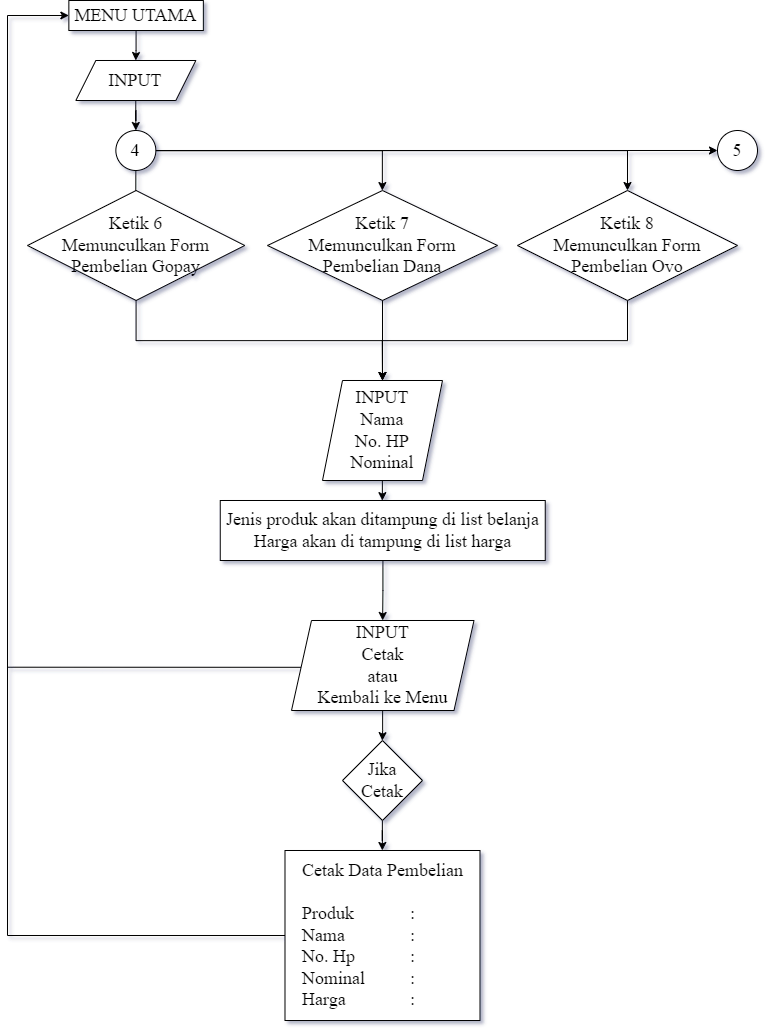 MENU UTAMA
INPUT
4
5
Ketik 6
Memunculkan Form
Pembelian Gopay
Ketik 7
Memunculkan Form
Pembelian Dana
Ketik 8
Memunculkan Form
Pembelian Ovo
INPUT
Nama
No. HP
Nominal
Jenis produk akan ditampung di list belanja
Harga akan di tampung di list harga
INPUT
Cetak
atau
Kembali ke Menu
Jika
Cetak
Cetak Data Pembelian
Produk :
Nama :
No. Hp :
Nominal :
Harga :